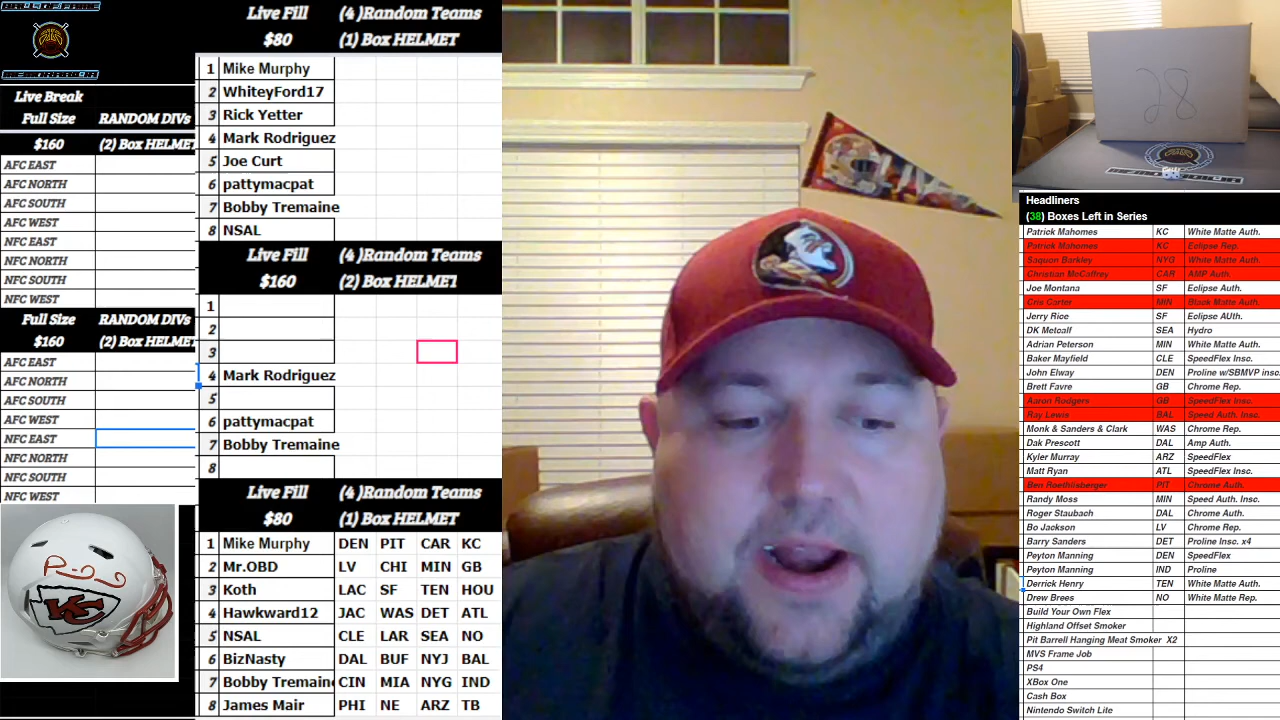 Live Break
Full Size RANDOM DIVs
$160 (2) Box HELMET
AFC EAST
AFC NORTH
AFC SOUTH
AFC WEST
NFC EAST
NFC NORTH
NFC SOUTH
NFC WEST
Full Size RANDOM DIVs
$160 (2) Box HELMET
AFC EAST
AFC NORTH
AFC SOUTH
AFC WEST
NFC EAST
NFC NORTH
NFC SOUTH
NFC WEST
KC
Live Fill (4 )Random Teams
$80 (1) Box HELMET
1 Mike Murphy
2 WhiteyFord17
3 Rick Yetter
4 Mark Rodriguez
5 Joe Curt
6 pattymacpat
7 Bobby Tremaine
8 NSAL
Live Fill (4 )Random Teams
$160 (2) Box HELMET
1
2
3
4 Mark Rodriguez
5
6 pattymacpat
7 Bobby Tremaine
8
Live Fill (4 )Random Teams
$80 (1) Box HELMET
1 Mike Murphy DEN PIT CAR KC
2 Mr.OBD LV CHI MIN GB
3 Koth LAC SF TEN HOU
4 Hawkward12 JAC WAS DET ATL
5 NSAL CLE LAR SEA NO
6 BizNasty DAL BUF NYJ BAL
7 Bobby Tremaine CIN MIA NYG IND
8 James Mair PHI NE ARZ TB
28
Headliners
(38) Boxes Left in Series
Patrick Mahomes KC White Matte Auth.
Patrick Mahomes KC Eclipse Rep.
Saquon Barkley NYG White Matte Auth.
Christian McCaffrey CAR AMP Auth.
Joe Montana SF Eclipse Auth.
Cris Carter MIN Black Matte Auth.
Jerry Rice SF Eclipse AUth.
DK Metcalf SEA Hydro
Adrian Peterson MIN White Matte Auth.
Baker Mayfield CLE SpeedFlex Insc.
John Elway DEN Proline w/SBMVP insc
Brett Favre GB Chrome Rep.
Aaron Rodgers GB SpeedFlex Insc.
Ray Lewis BAL Speed Auth. Insc.
Monk & Sanders & Clark WAS Chrome Rep.
Dak Prescott DAL Amp Auth.
Kyler Murray ARZ SpeedFlex
Matt Ryan ATL SpeedFlex Insc.
Ben Roethlisberger PIT Chrome Auth.
Randy Moss MIN Speed Auth. Insc.
Roger Staubach DAL Chrome Auth.
Bo Jackson LV Chrome Rep.
Barry Sanders DET Proline Insc. x4
Peyton Manning DEN SpeedFlex
Peyton Manning IND Proline
Derrick Henry TEN White Matte Auth.
Drew Brees NO White Matte Rep.
Build Your Own Flex
Highland Offset Smoker
Pit Barrell Hanging Meat Smoker X2
MVS Frame Job
PS4
XBox One
Cash Box
Nintendo Switch Lite